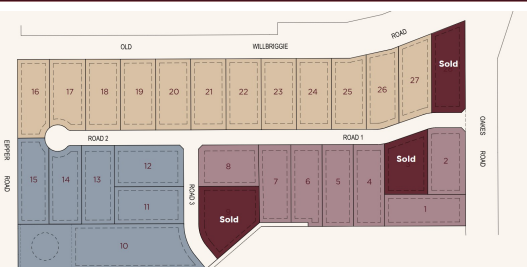 OLD WILLBRIGGIE ROAD
Sold
16 17 18 19 20 21 22 23 24 25 26 27
OAKES ROAD
ROAD 2
ROAD 1
EIPPER ROAD
15 14 13 12
11
ROAD 3
8
7 6 5 4
Sold
2
1
Sold
10